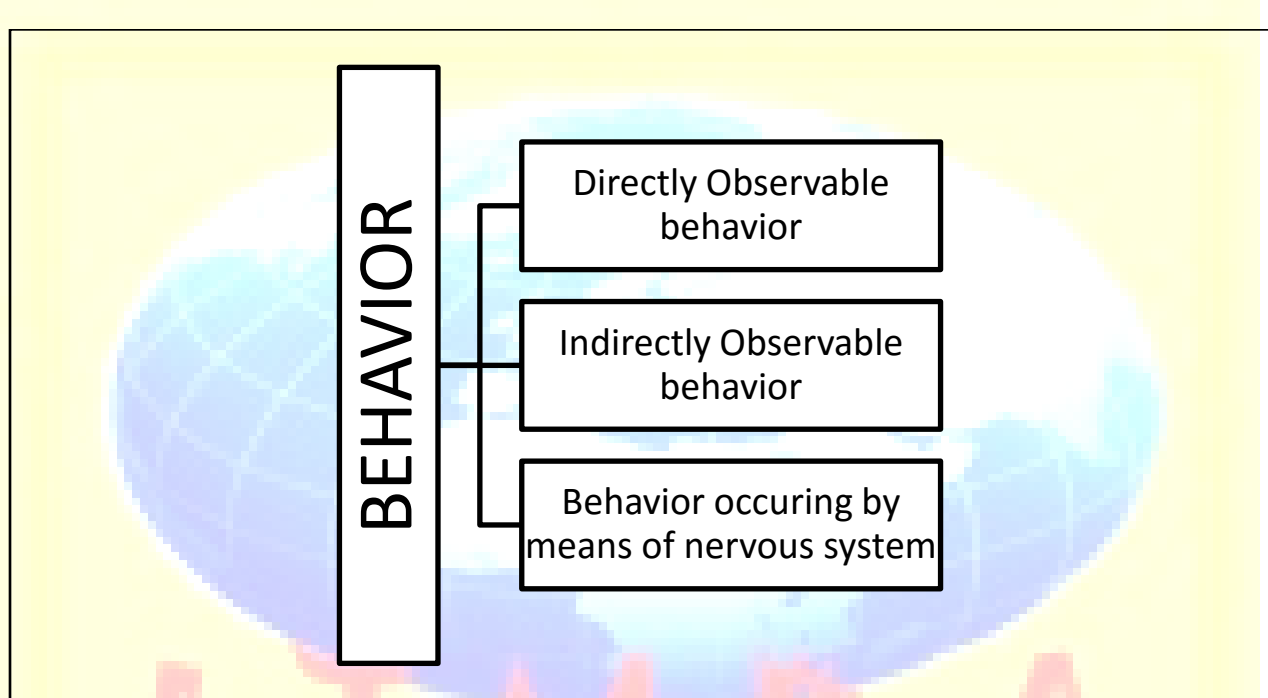 BEHAVIOR
Directly Observable
behavior
Indirectly Observable
behavior
Behavior occuring by
means of nervous system